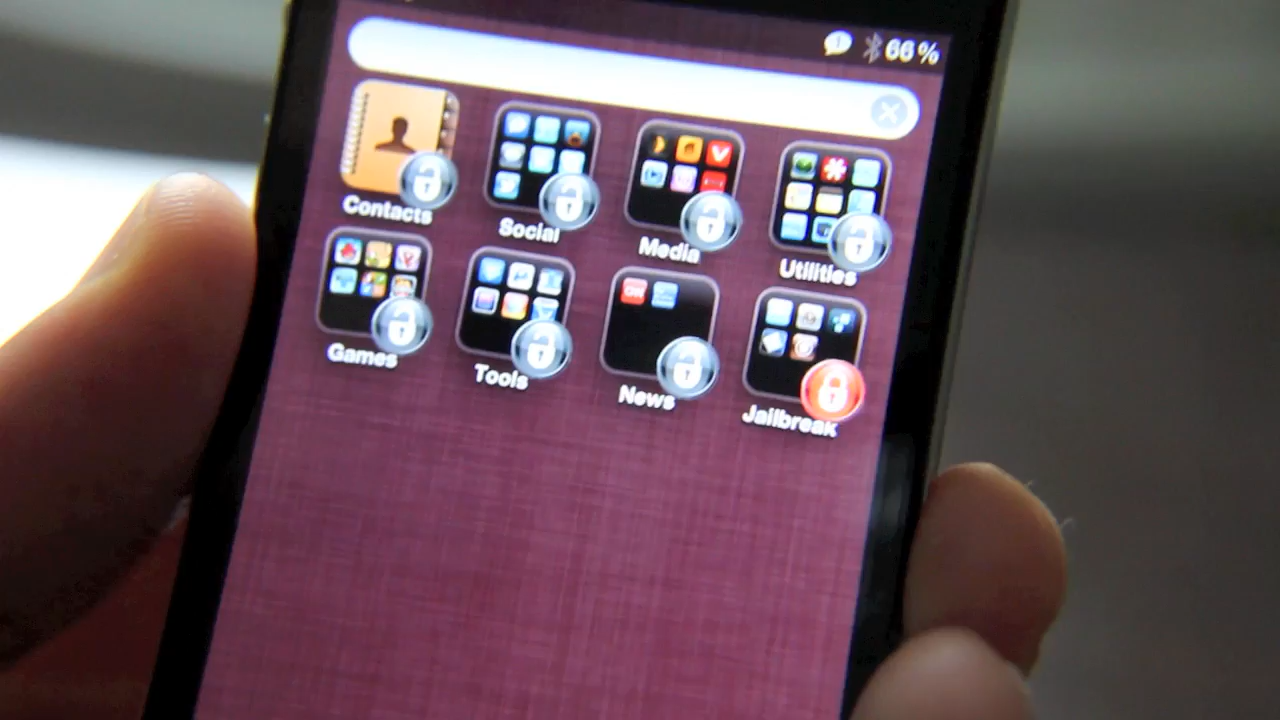 66%
Contacts
Social
Media
Utilities
Games
Tools
News
Jailbreak